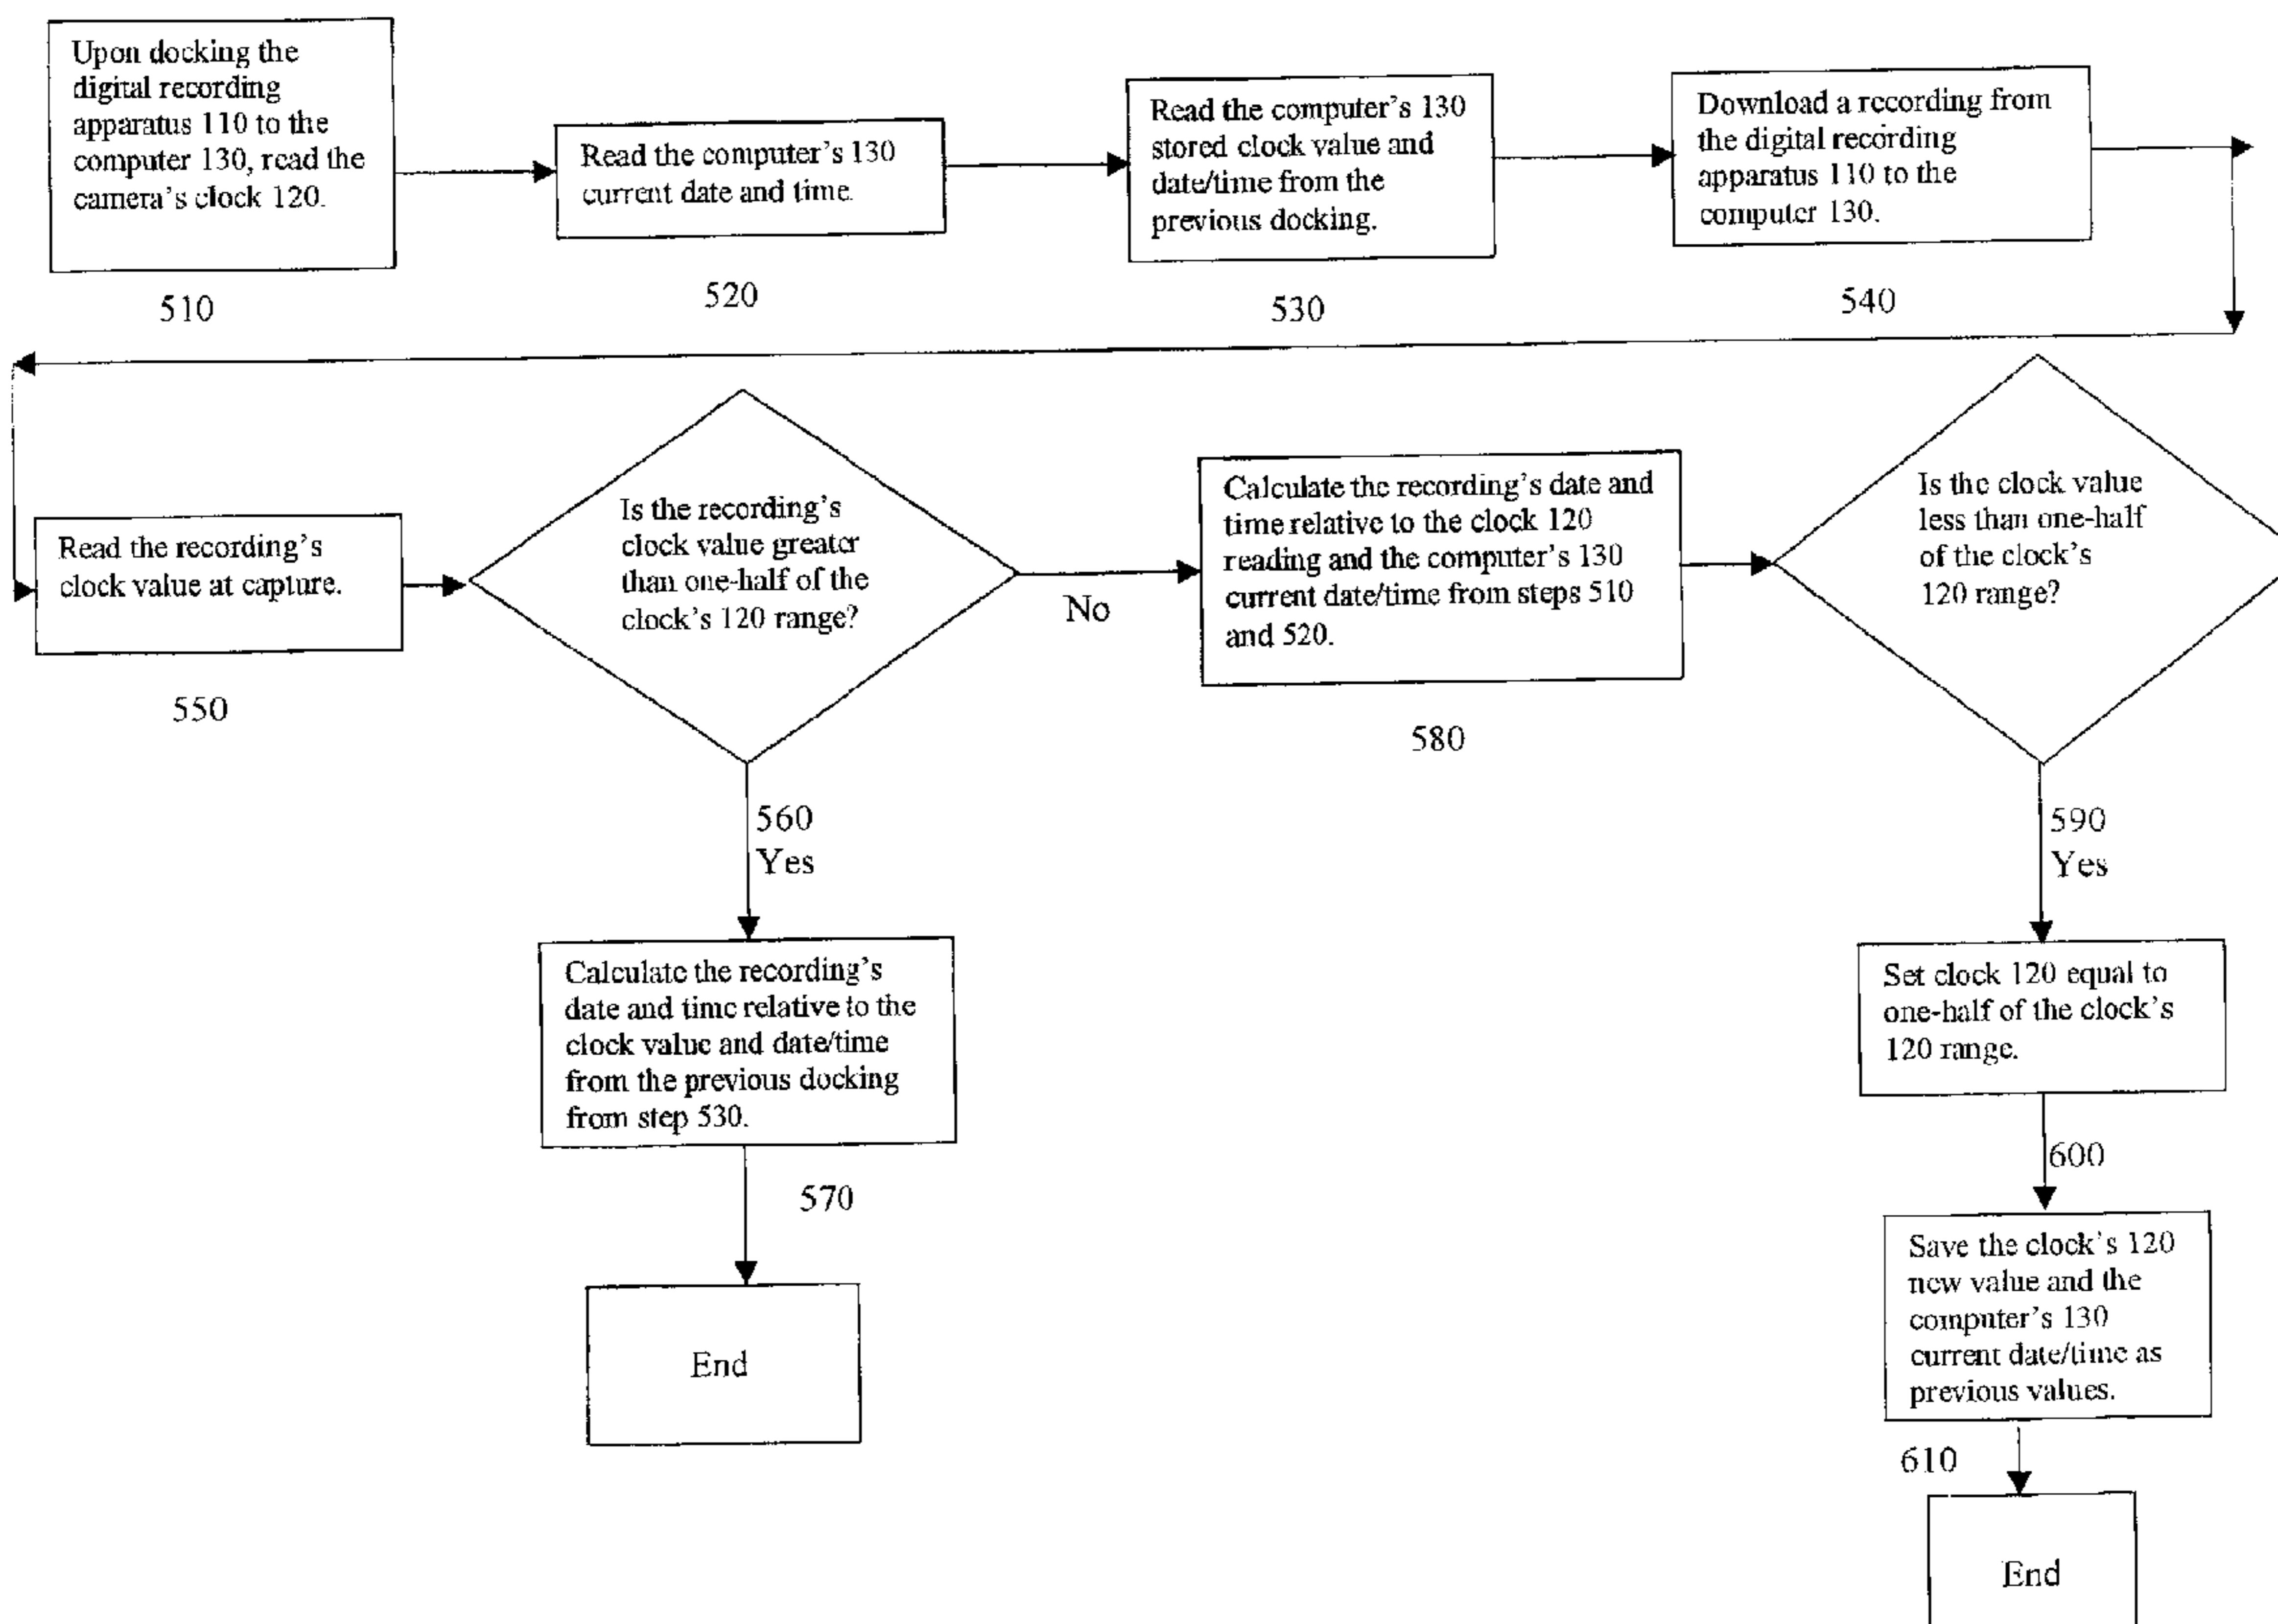 Upon docking the
digital recording
apparatus 110 to the
computer 130, read the
camera's clock 120.
510
Read the computer's 130
current date and time.
520
Read the computer's 130
stored clock value and
date/time from the
previous docking.
530
Download a recording from
the digital recording
apparatus 110 to the
computer 130.
540
Read the recording's
clock value at capture.
550
Is the recording's
clock value greater
than one-half of the
clock's 120 range?
No
560
Yes
Calculate the recording's
date and time relative to the
clock value and date/time
from the previous docking
from step 530.
570
End
Calculate the recording's date and
time relative to the clock 120
reading and the computer's 130
current date/time from steps 510
and 520.
580
Is the clock value
less than one-half
of the clock's
120 range?
590
Yes
Set clock 120 equal to
one-half of the clock's
120 range.
600
Save the clock's 120
new value and the
computer's 130
current date/time as
previous values.
610
End